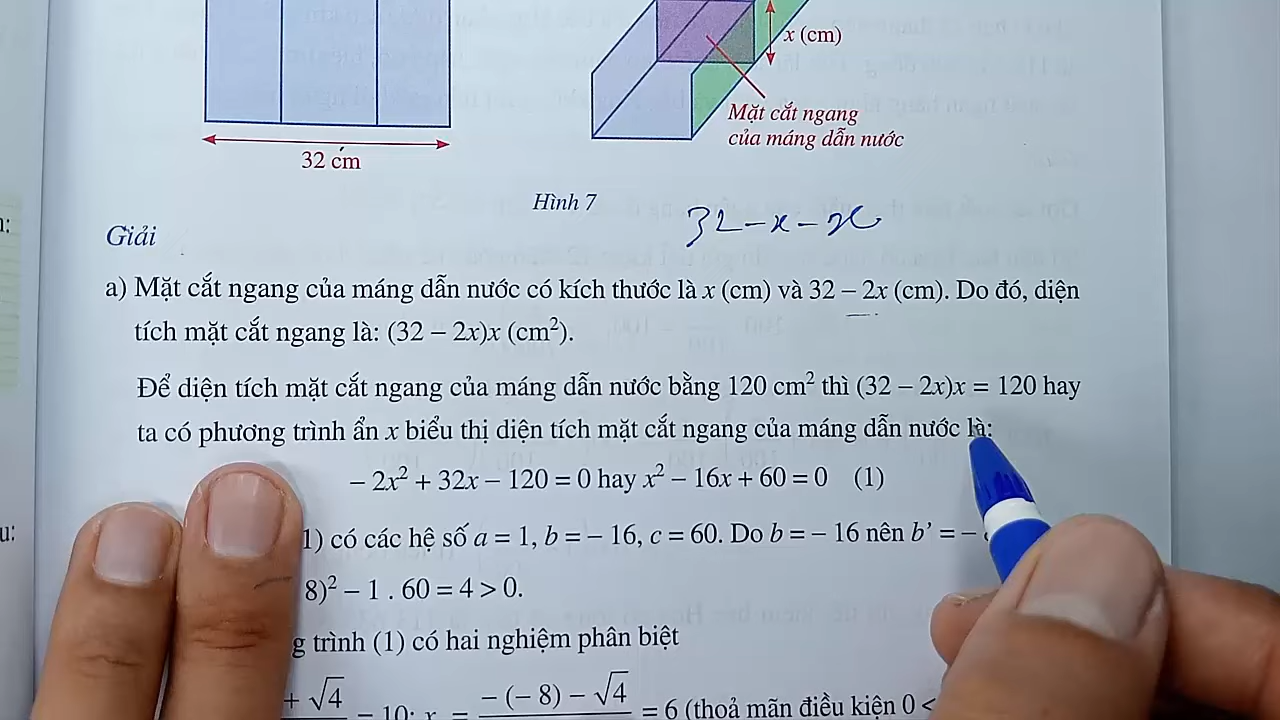 x (cm)
Mặt cắt ngang
của máng dẫn nước
32 cm
Hình 7
32 - x - x
Giải
a) Mặt cắt ngang của máng dẫn nước có kích thước là x (cm) và 32 – 2x (cm). Do đó, diện
tích mặt cắt ngang là: (32 – 2x)x (cm²).
Để diện tích mặt cắt ngang của máng dẫn nước bằng 120 cm² thì (32 – 2x)x = 120 hay
ta có phương trình ẩn x biểu thị diện tích mặt cắt ngang của máng dẫn nước là:
– 2x² + 32x – 120 = 0 hay x² – 16x + 60 = 0 (1)
1) có các hệ số a = 1, b = – 16, c = 60. Do b = – 16 nên b’ = –
8)² – 1 . 60 = 4 > 0.
g trình (1) có hai nghiệm phân biệt
+ √4
= 10; x = – (– 8) – √4 = 6 (thoả mãn điều kiện 0 <